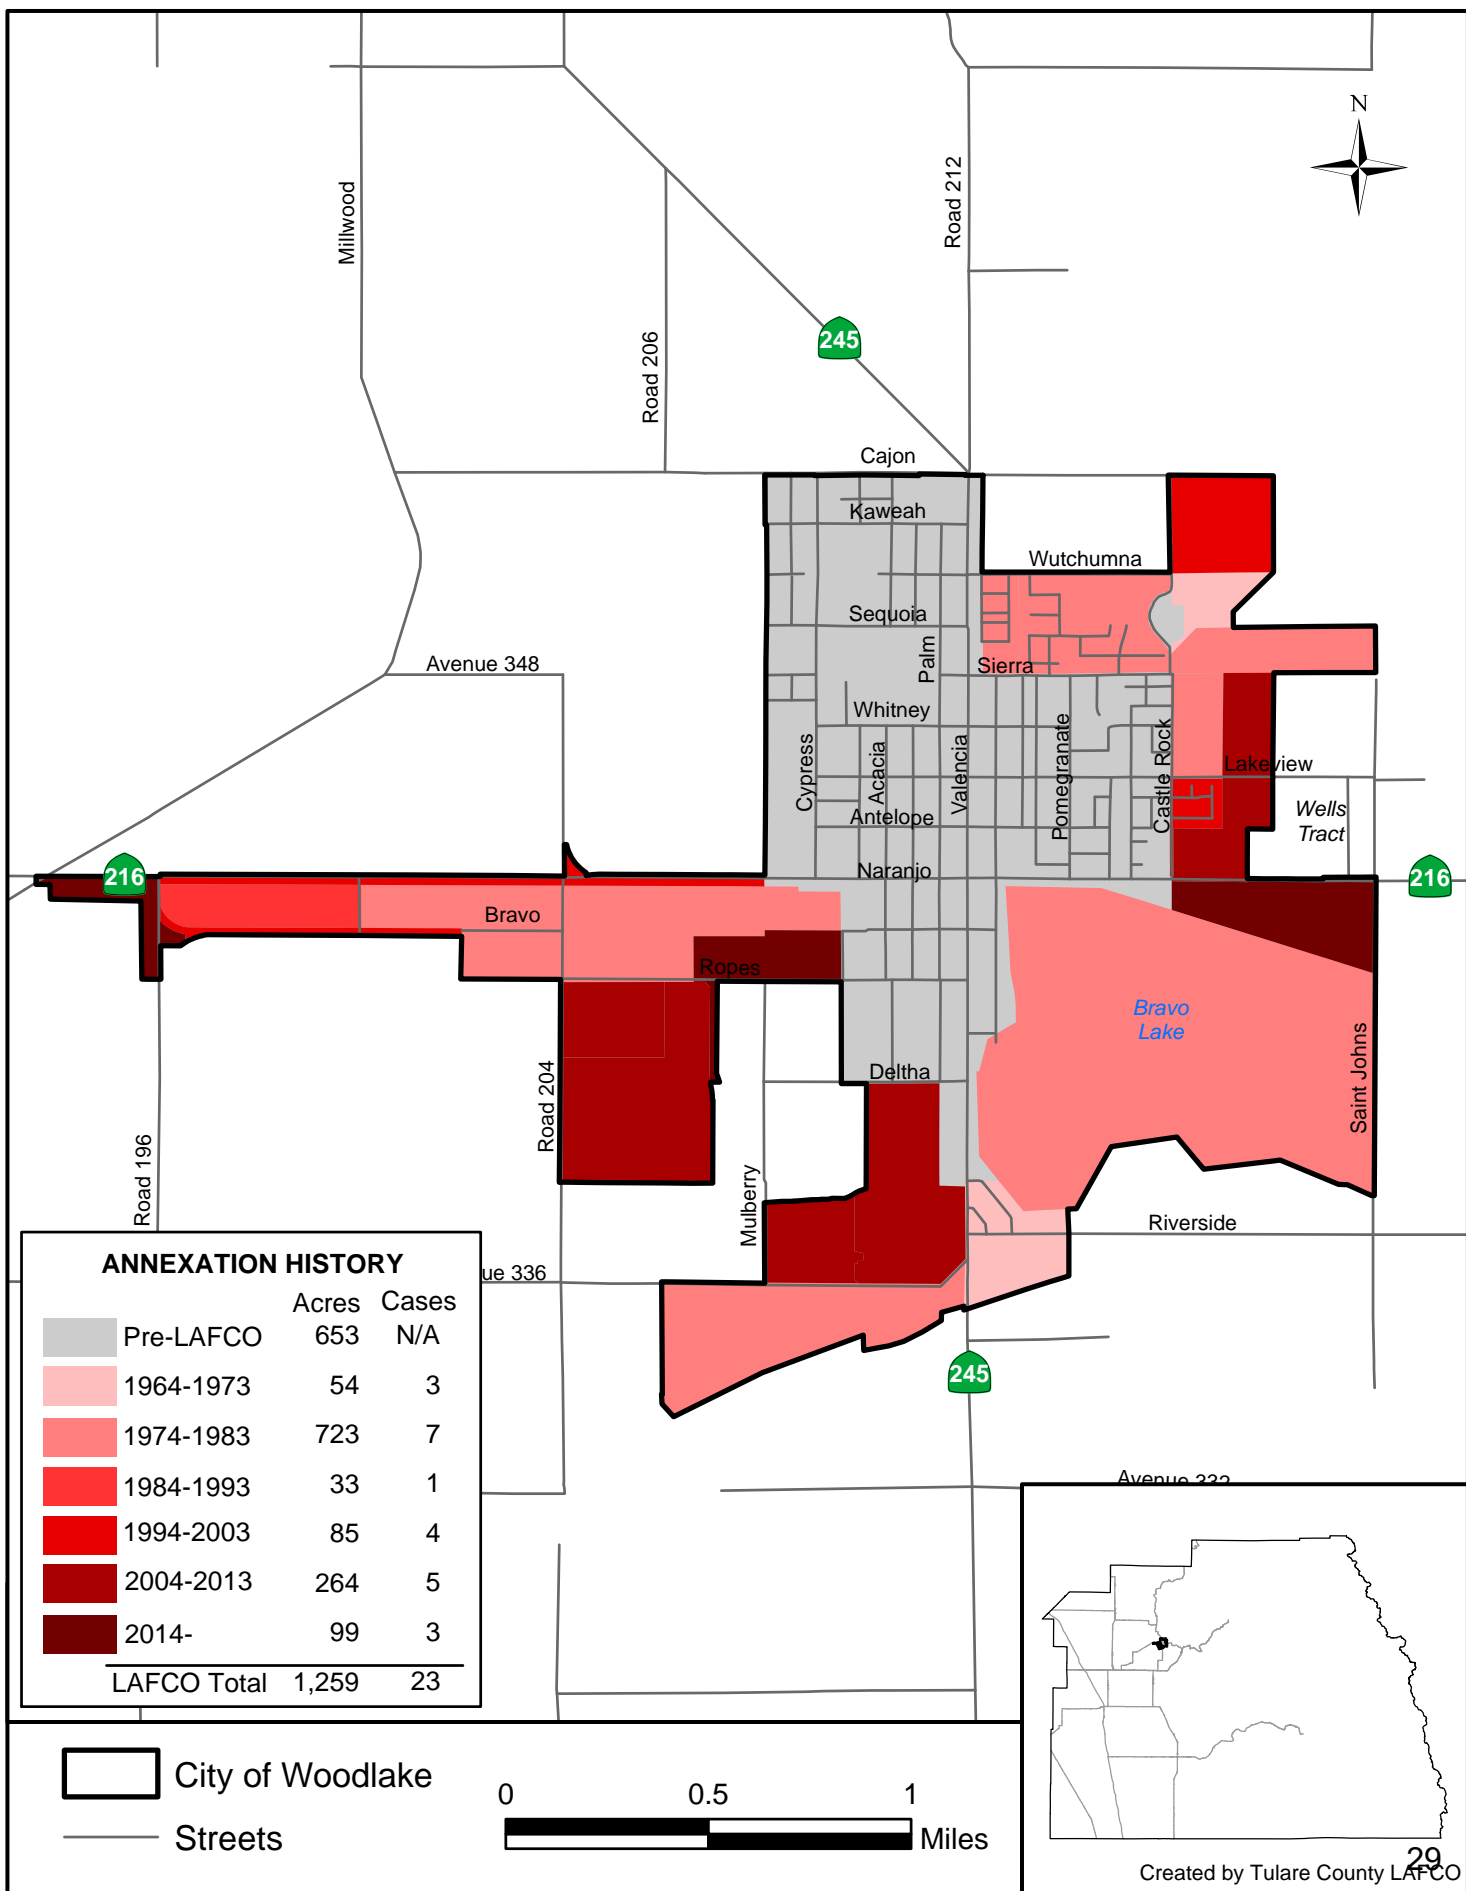 N
Millwood
Road 206
Road 212
245
Cajon
Kaweah
Wutchumna
Sequoia
Palm
Sierra
Avenue 348
Whitney
Cypress
Acacia
Valencia
Pomegranate
Castle Rock
Lakeview
Antelope
Wells
Tract
216
Naranjo
216
Bravo
Ropes
Bravo
Lake
Saint Johns
Deltha
Road 204
Road 196
Mulberry
Riverside
ue 336
245
Avenue 332
ANNEXATION HISTORY
Acres Cases
Pre-LAFCO 653 N/A
1964-1973 54 3
1974-1983 723 7
1984-1993 33 1
1994-2003 85 4
2004-2013 264 5
2014- 99 3
LAFCO Total 1,259 23
City of Woodlake
Streets
0 0.5 1
Miles
29
Created by Tulare County LAFCO